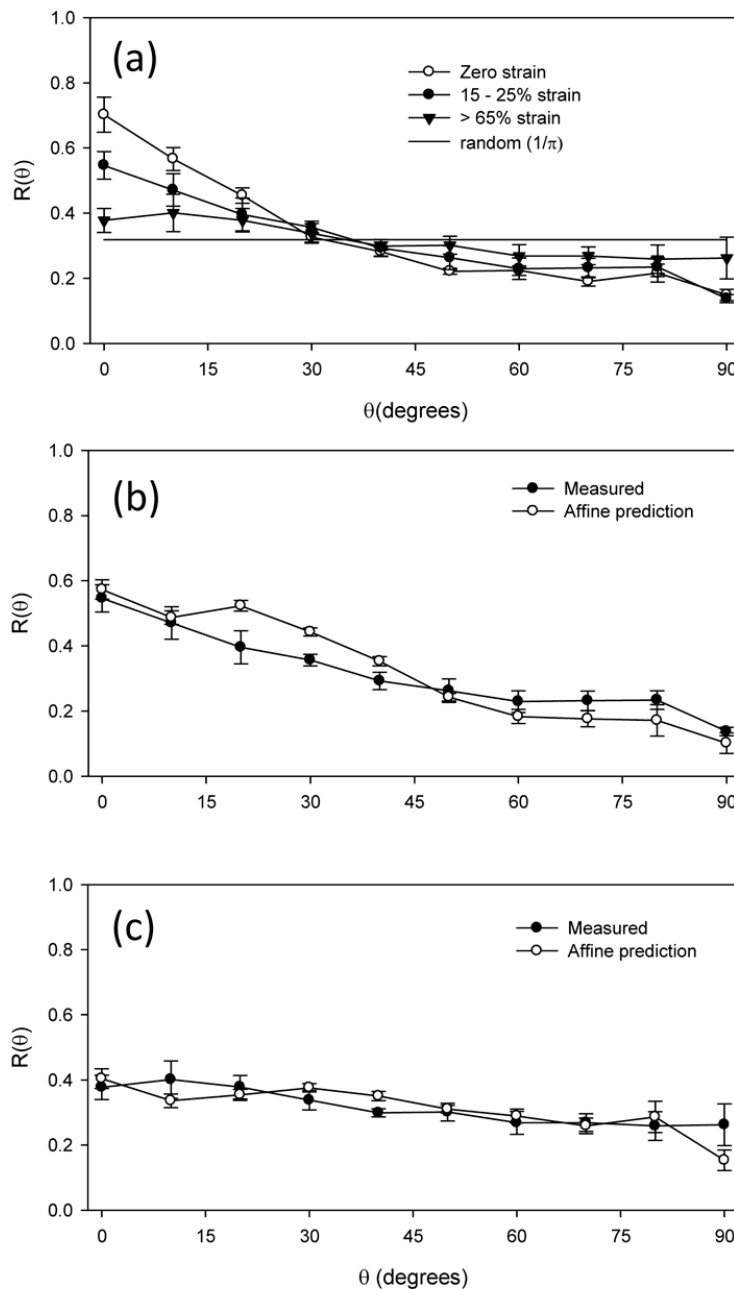 (a)
Zero strain
15 - 25% strain
> 65% strain
random (1/π)
1.0
0.8
0.6
0.4
0.2
0.0
R(θ)
0 15 30 45 60 75 90
θ(degrees)
(b)
Measured
Affine prediction
1.0
0.8
0.6
0.4
0.2
0.0
R(θ)
0 15 30 45 60 75 90
(c)
Measured
Affine prediction
1.0
0.8
0.6
0.4
0.2
0.0
R(θ)
0 15 30 45 60 75 90
θ (degrees)